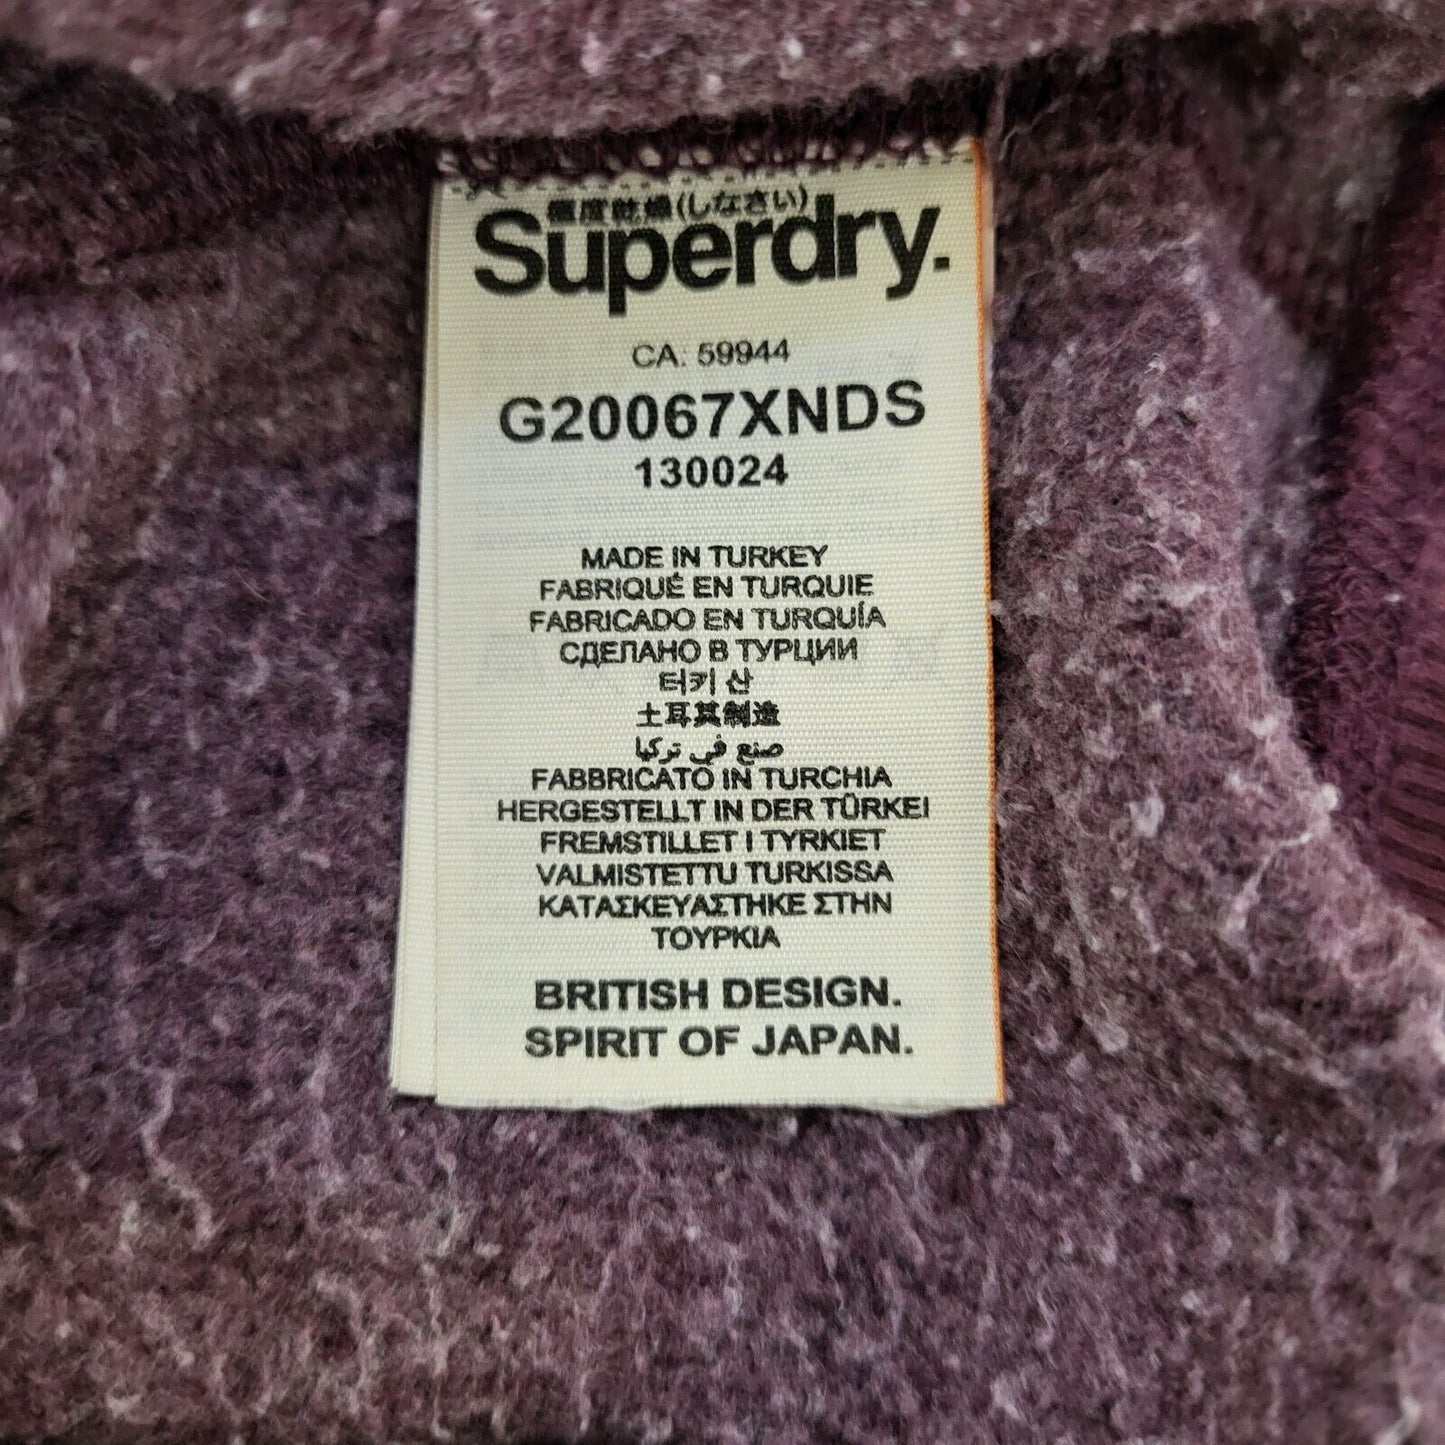 極度乾燥(しなさい)
Superdry.
CA: 59944
G20067XNDS
130024
MADE IN TURKEY
FABRIQUÉ EN TURQUIE
FABRICADO EN TURQUÍA
СДЕЛАНО В ТУРЦИИ
터키 산
土耳其制造
صنع في تركيا
FABBRICATO IN TURCHIA
HERGESTELLT IN DER TÜRKEI
FREMSTILLET I TYRKIET
VALMISTETTU TURKISSA
ΚΑΤΑΣΚΕΥΑΣΤΗΚΕ ΣΤΗΝ
ΤΟΥΡΚΙΑ
BRITISH DESIGN.
SPIRIT OF JAPAN.